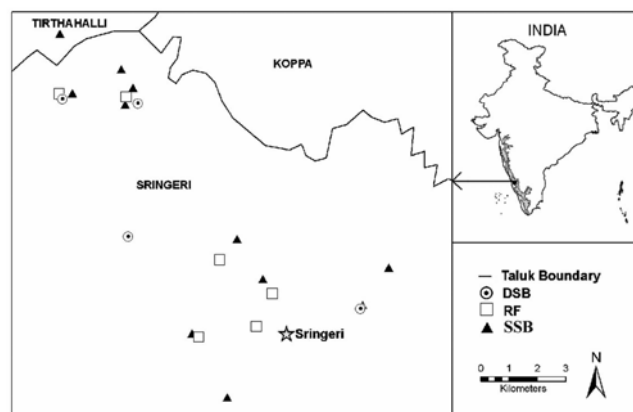 TIRTHAHALLI
KOPPA
SRINGERI
Sringeri
INDIA
Taluk Boundary
DSB
RF
SSB
0 1 2 3
Kilometers
N